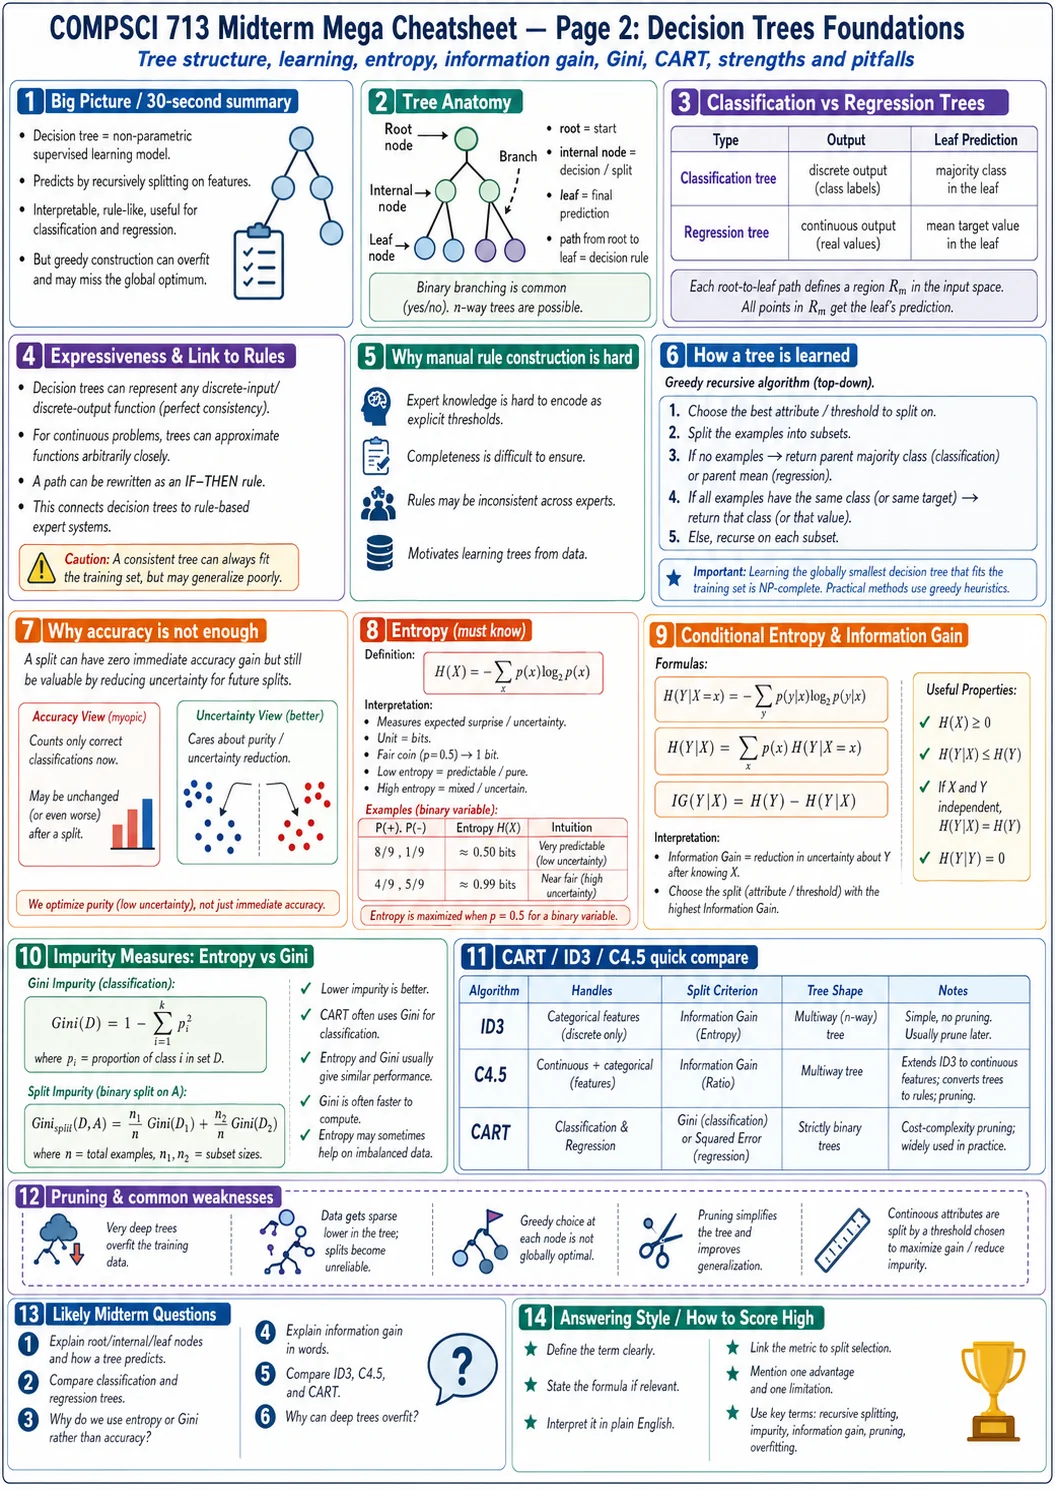 COMPSCI 713 Midterm Mega Cheatsheet — Page 2: Decision Trees Foundations
Tree structure, learning, entropy, information gain, Gini, CART, strengths and pitfalls
1 Big Picture / 30-second summary
• Decision tree = non-parametric
supervised learning model.
• Predicts by recursively splitting on features.
• Interpretable, rule-like, useful for
classification and regression.
• But greedy construction can overfit
and may miss the global optimum.
2 Tree Anatomy
Root
node
Branch
Internal
node
Leaf
node
• root = start
• internal node =
decision / split
• leaf = final
prediction
• path from root to
leaf = decision rule
Binary branching is common
(yes/no). n-way trees are possible.
3 Classification vs Regression Trees
Type Output Leaf Prediction
Classification tree discrete output
(class labels) majority class
in the leaf
Regression tree continuous output
(real values) mean target value
in the leaf
Each root-to-leaf path defines a region Rₘ in the input space.
All points in Rₘ get the leaf's prediction.
4 Expressiveness & Link to Rules
• Decision trees can represent any discrete-input/
discrete-output function (perfect consistency).
• For continuous problems, trees can approximate
functions arbitrarily closely.
• A path can be rewritten as an IF–THEN rule.
• This connects decision trees to rule-based
expert systems.
Caution: A consistent tree can always fit
the training set, but may generalize poorly.
5 Why manual rule construction is hard
Expert knowledge is hard to encode as
explicit thresholds.
Completeness is difficult to ensure.
Rules may be inconsistent across experts.
Motivates learning trees from data.
6 How a tree is learned
Greedy recursive algorithm (top-down).
1. Choose the best attribute / threshold to split on.
2. Split the examples into subsets.
3. If no examples → return parent majority class (classification)
or parent mean (regression).
4. If all examples have the same class (or same target) →
return that class (or that value).
5. Else, recurse on each subset.
Important: Learning the globally smallest decision tree that fits the
training set is NP-complete. Practical methods use greedy heuristics.
7 Why accuracy is not enough
A split can have zero immediate accuracy gain but still
be valuable by reducing uncertainty for future splits.
Accuracy View (myopic)
Counts only correct
classifications now.
May be unchanged
(or even worse)
after a split.
Uncertainty View (better)
Cares about purity /
uncertainty reduction.
We optimize purity (low uncertainty), not just immediate accuracy.
8 Entropy (must know)
Definition:
H(X) = − ∑ₓ p(x) log₂ p(x)
Interpretation:
• Measures expected surprise / uncertainty.
• Unit = bits.
• Fair coin (p=0.5) → 1 bit.
• Low entropy = predictable / pure.
• High entropy = mixed / uncertain.
Examples (binary variable):
P(+). P(-) Entropy H(X) Intuition
8/9 , 1/9 ≈ 0.50 bits Very predictable
(low uncertainty)
4/9 , 5/9 ≈ 0.99 bits Near fair (high
uncertainty)
Entropy is maximized when p = 0.5 for a binary variable.
9 Conditional Entropy & Information Gain
Formulas:
H(Y|X=x) = − ∑y p(y|x) log₂ p(y|x)
H(Y|X) = ∑ₓ p(x) H(Y|X = x)
IG(Y|X) = H(Y) − H(Y|X)
Interpretation:
• Information Gain = reduction in uncertainty about Y
after knowing X.
• Choose the split (attribute / threshold) with the
highest Information Gain.
Useful Properties:
✓ H(X) ≥ 0
✓ H(Y|X) ≤ H(Y)
✓ If X and Y
independent,
H(Y|X) = H(Y)
✓ H(Y|Y) = 0
10 Impurity Measures: Entropy vs Gini
Gini Impurity (classification):
Gini(D) = 1 − ∑ᵢ₌₁ᵏ pᵢ²
where pᵢ = proportion of class i in set D.
Split Impurity (binary split on A):
Gini_split(D, A) = n₁/n Gini(D₁) + n₂/n Gini(D₂)
where n = total examples, n₁, n₂ = subset sizes.
✓ Lower impurity is better.
✓ CART often uses Gini for
classification.
✓ Entropy and Gini usually
give similar performance.
✓ Gini is often faster to
compute.
✓ Entropy may sometimes
help on imbalanced data.
11 CART / ID3 / C4.5 quick compare
Algorithm Handles Split Criterion Tree Shape Notes
ID3 Categorical features
(discrete only) Information Gain
(Entropy) Multiway (n-way)
tree Simple, no pruning.
Usually prune later.
C4.5 Continuous + categorical
(features) Information Gain
(Ratio) Multiway tree Extends ID3 to continuous
features; converts trees
to rules; pruning.
CART Classification &
Regression Gini (classification)
or Squared Error
(regression) Strictly binary
trees Cost-complexity pruning;
widely used in practice.
12 Pruning & common weaknesses
Very deep trees
overfit the training
data.
Data gets sparse
lower in the tree;
splits become
unreliable.
Greedy choice at
each node is not
globally optimal.
Pruning simplifies
the tree and
improves
generalization.
Continous attributes are
split by a threshold chosen
to maximize gain / reduce
impurity.
13 Likely Midterm Questions
1 Explain root/internal/leaf nodes
and how a tree predicts.
2 Compare classification and
regression trees.
3 Why do we use entropy or Gini
rather than accuracy?
4 Explain information gain
in words.
5 Compare ID3, C4.5,
and CART.
6 Why can deep trees overfit?
?
14 Answering Style / How to Score High
★ Define the term clearly.
★ State the formula if relevant.
★ Interpret it in plain English.
★ Link the metric to split selection.
★ Mention one advantage
and one limitation.
★ Use key terms: recursive splitting,
impurity, information gain, pruning,
overfitting.